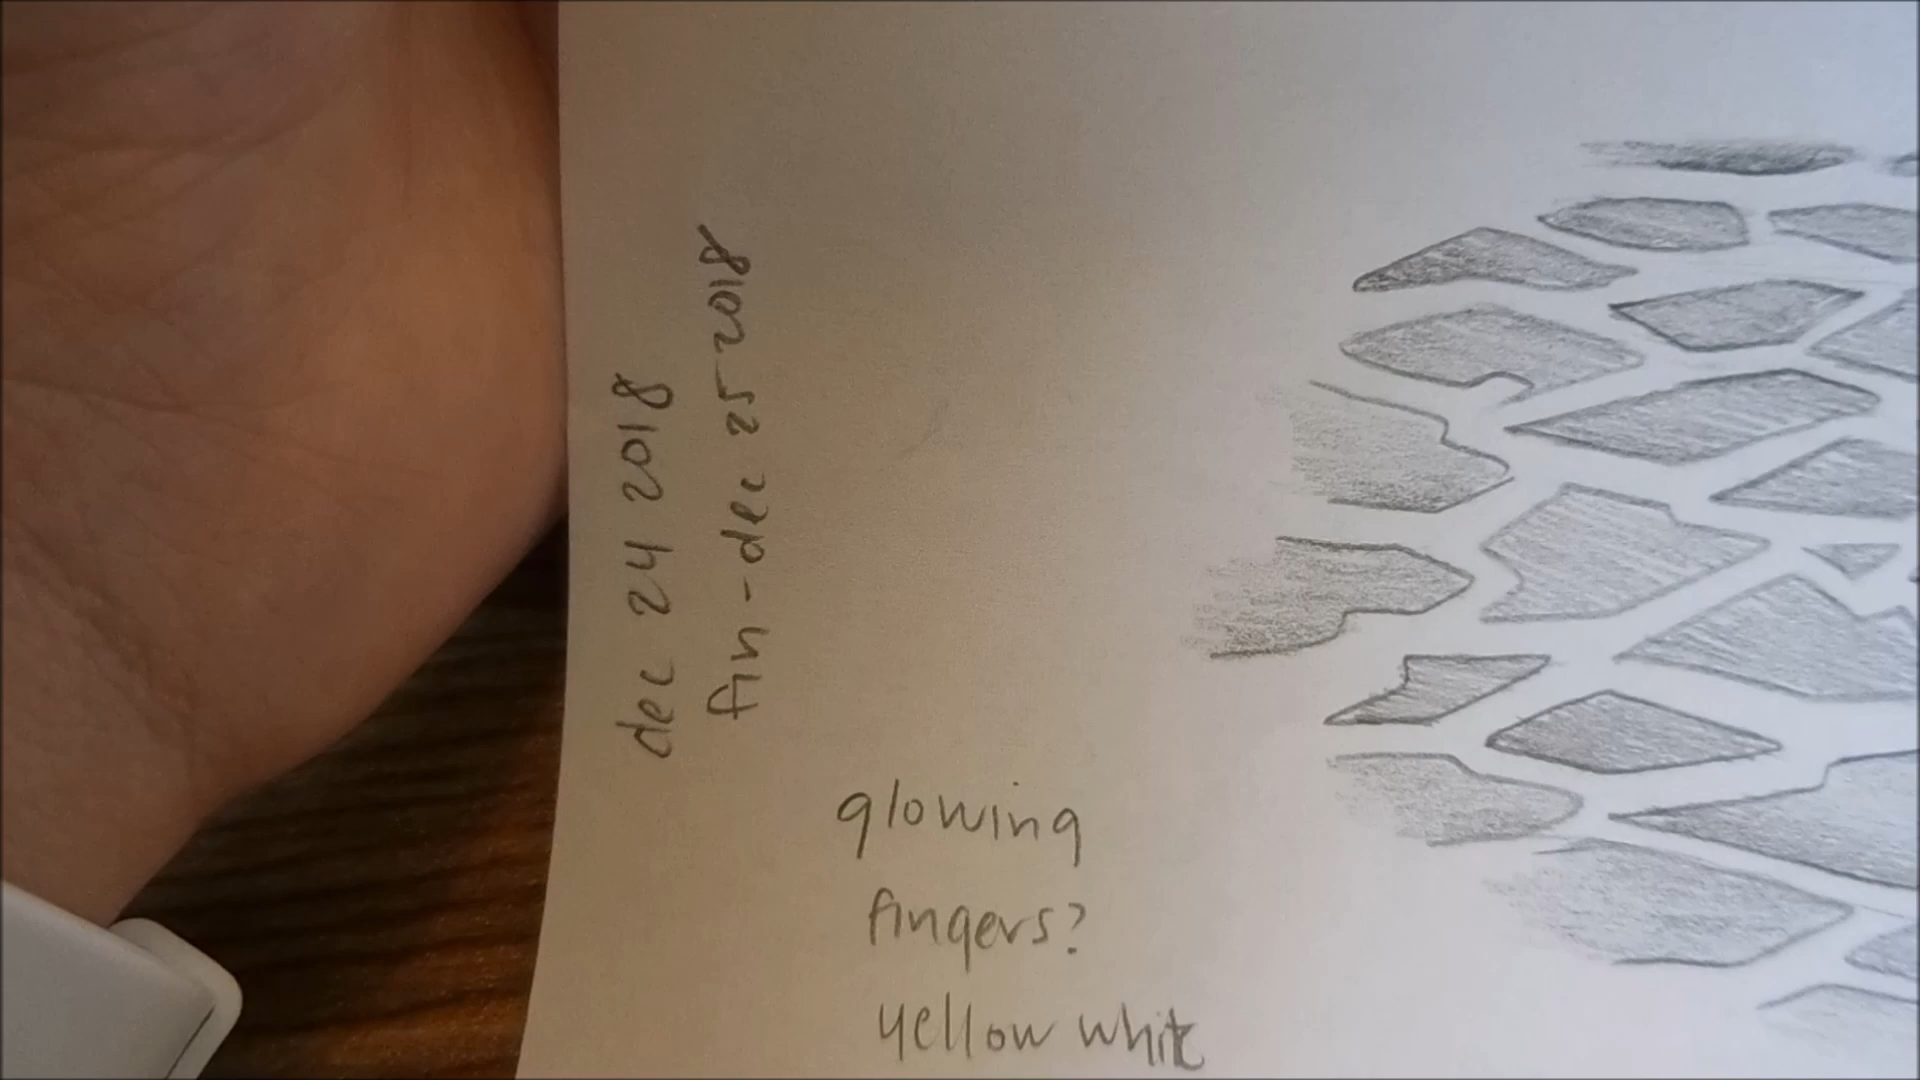 dec 24 2018
fin - dec 25 2018
glowing
fingers?
yellow white